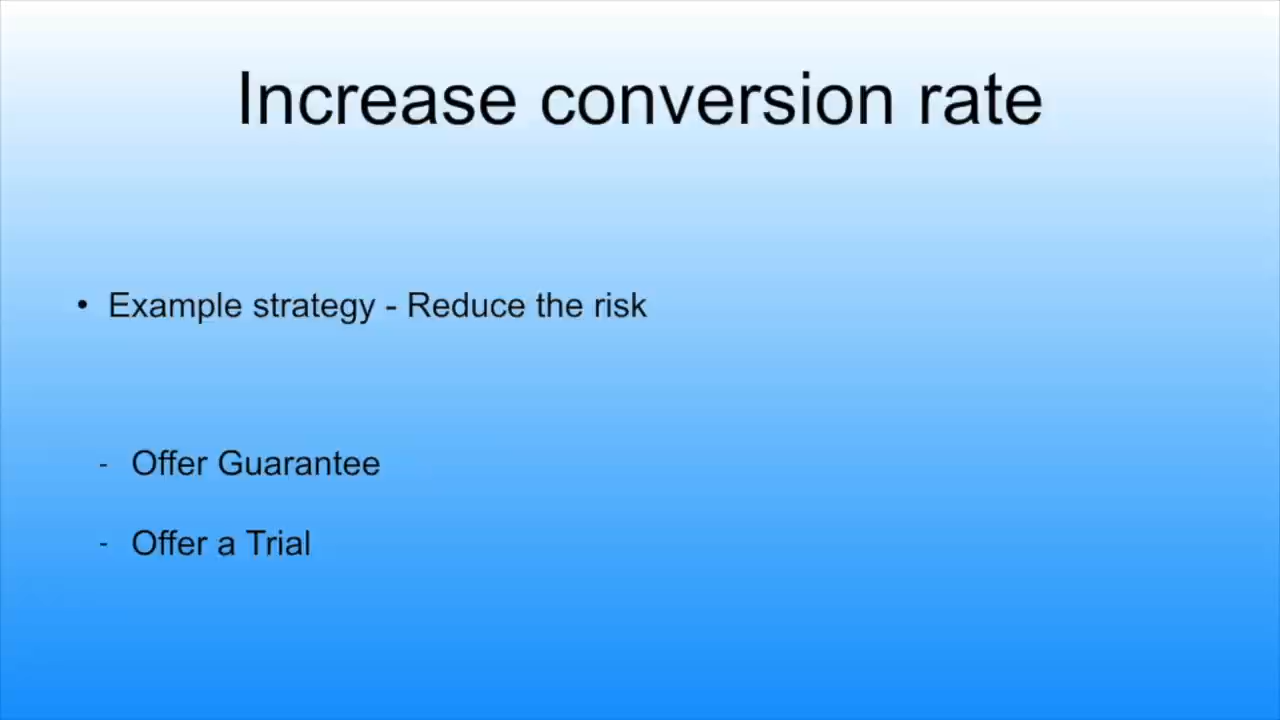 Increase conversion rate
• Example strategy - Reduce the risk
- Offer Guarantee
- Offer a Trial